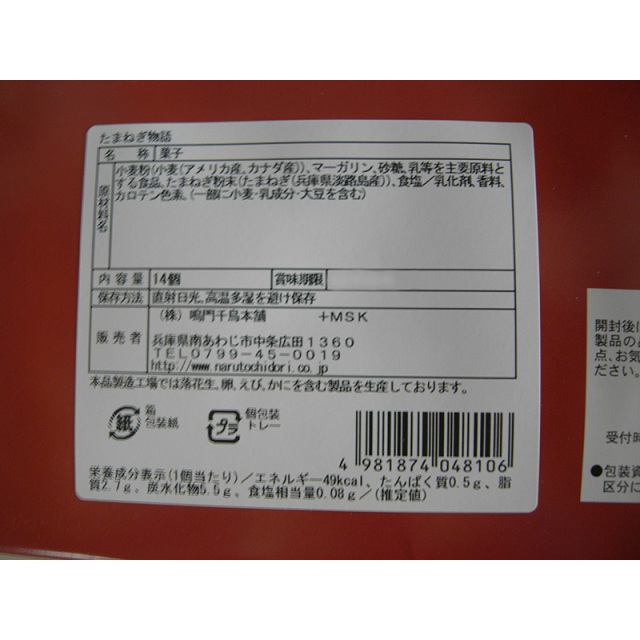 たまねぎ物語
名 称 菓子
原材料名 小麦粉(小麦(アメリカ産、カナダ産))、マーガリン、砂糖、乳等を主要原料と
する食品、たまねぎ粉末(たまねぎ(兵庫県淡路島産))、食塩/乳化剤、香料、
カロテン色素、(一部に小麦・乳成分・大豆を含む)
内 容 量 14個 賞味期限
保存方法 直射日光、高温多湿を避け保存
販 売 者 (株) 鳴門千鳥本舗 +MSK
兵庫県南あわじ市中条広田1360
TEL0799-45-0019
http://www.narutochidori.co.jp
本品製造工場では落花生、卵、えび、かにを含む製品を生産しております。
紙 箱
包装紙
プラ 個包装
トレー
4 981874 048106
栄養成分表示(1個当たり)/エネルギー49kcal、たんぱく質0.5g、脂
質2.7g、炭水化物5.5g、食塩相当量0.08g/(推定値)
開封後に
製品の品
点、お気
ださい。
受付時
●包装資
区分に